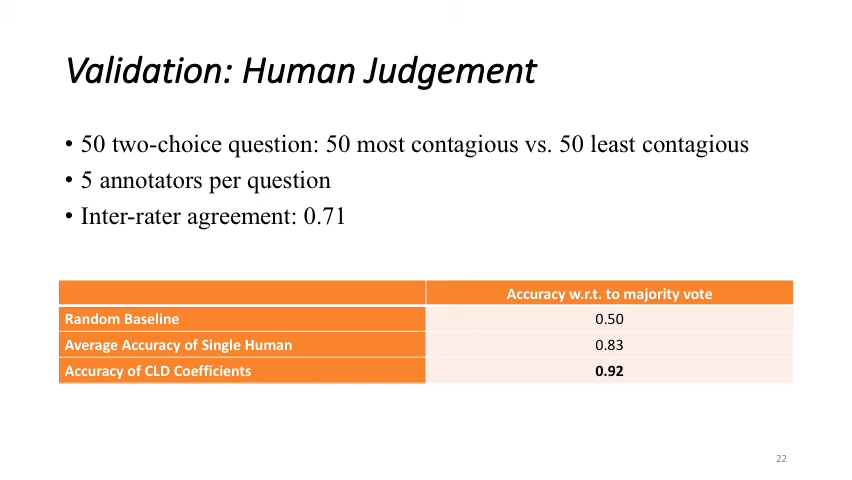 Validation: Human Judgement
• 50 two-choice question: 50 most contagious vs. 50 least contagious
• 5 annotators per question
• Inter-rater agreement: 0.71
Accuracy w.r.t. to majority vote
Random Baseline 0.50
Average Accuracy of Single Human 0.83
Accuracy of CLD Coefficients 0.92
22